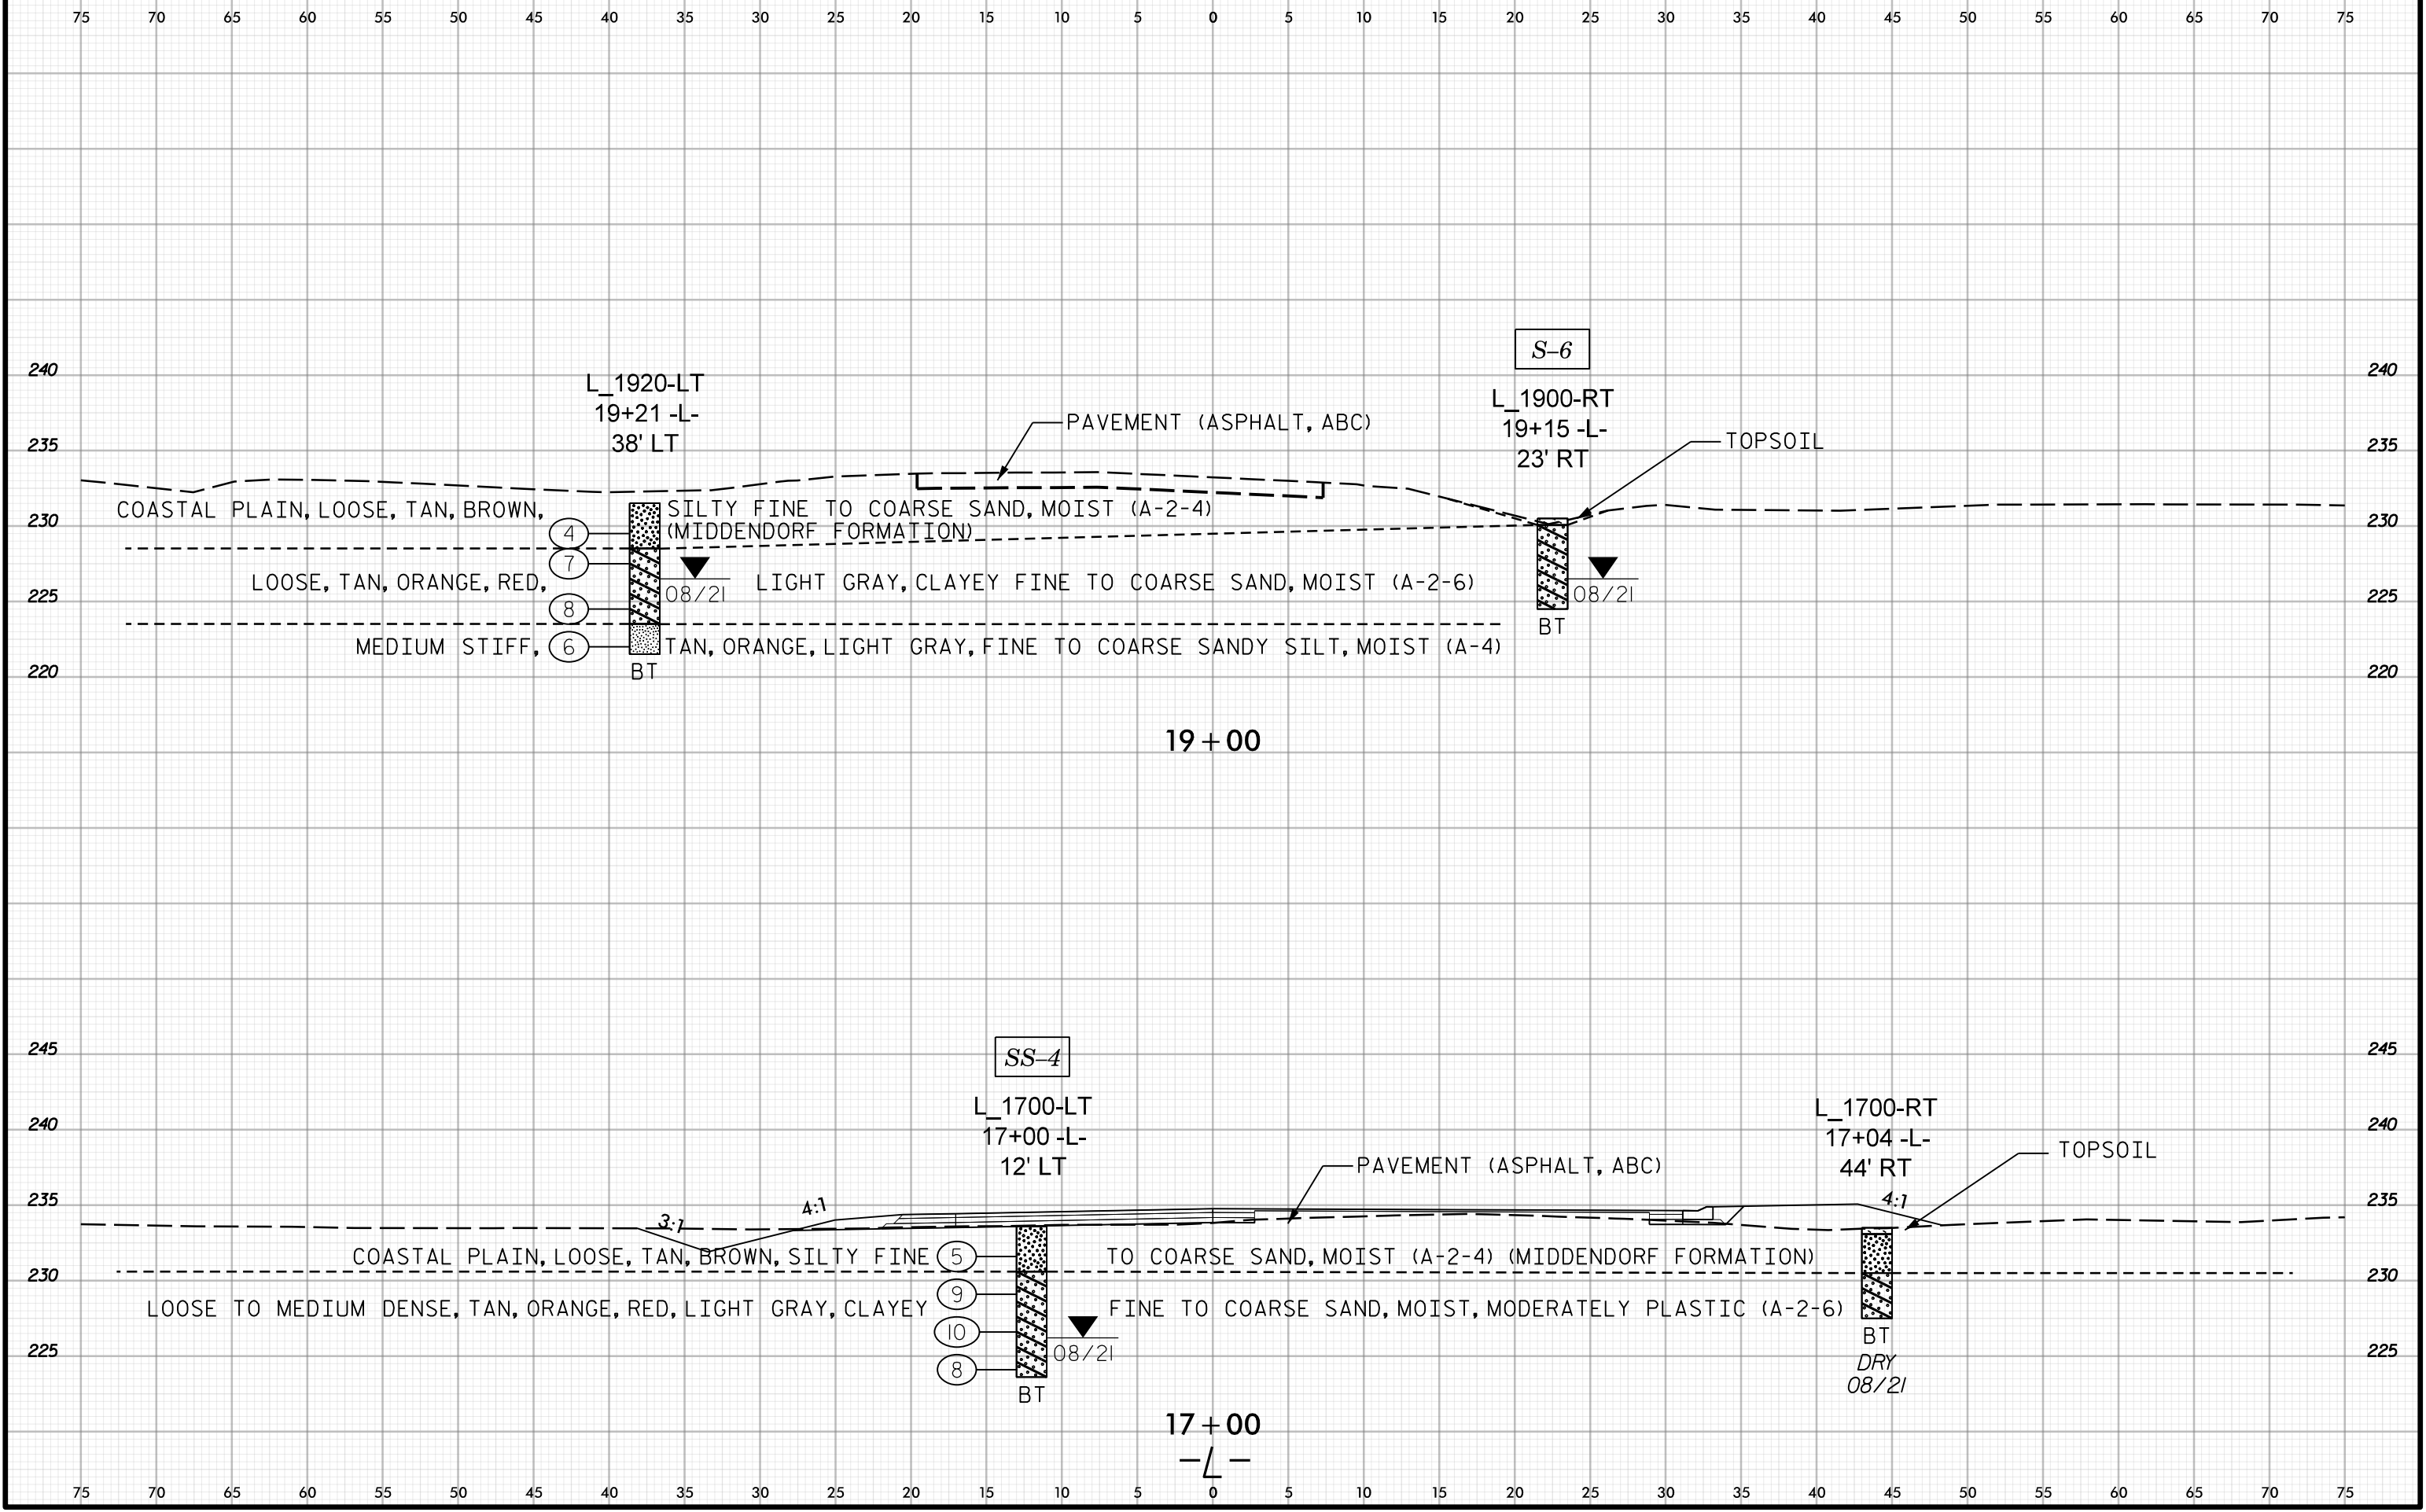 75 70 65 60 55 50 45 40 35 30 25 20 15 10 5 0 5 10 15 20 25 30 35 40 45 50 55 60 65 70 75
S-6
240 240
L_1920-LT
19+21 -L-
38' LT
L_1900-RT
19+15 -L-
23' RT
PAVEMENT (ASPHALT, ABC)
TOPSOIL
235 235
COASTAL PLAIN, LOOSE, TAN, BROWN, SILTY FINE TO COARSE SAND, MOIST (A-2-4)
4 (MIDDENDORF FORMATION)
230 230
7
LOOSE, TAN, ORANGE, RED, LIGHT GRAY, CLAYEY FINE TO COARSE SAND, MOIST (A-2-6)
08/21 08/21
225 225
8
MEDIUM STIFF, 6 TAN, ORANGE, LIGHT GRAY, FINE TO COARSE SANDY SILT, MOIST (A-4)
BT
BT
220 220
19+00
245 245
SS-4
L_1700-LT
17+00 -L-
12' LT
L_1700-RT
17+04 -L-
44' RT
240 240
PAVEMENT (ASPHALT, ABC)
TOPSOIL
235 235
3:1
4:1
4:1
COASTAL PLAIN, LOOSE, TAN, BROWN, SILTY FINE 5 TO COARSE SAND, MOIST (A-2-4) (MIDDENDORF FORMATION)
230 230
9
LOOSE TO MEDIUM DENSE, TAN, ORANGE, RED, LIGHT GRAY, CLAYEY FINE TO COARSE SAND, MOIST, MODERATELY PLASTIC (A-2-6)
10
08/21
225 225
8
BT
BT
DRY
08/21
17+00
-L-
75 70 65 60 55 50 45 40 35 30 25 20 15 10 5 0 5 10 15 20 25 30 35 40 45 50 55 60 65 70 75